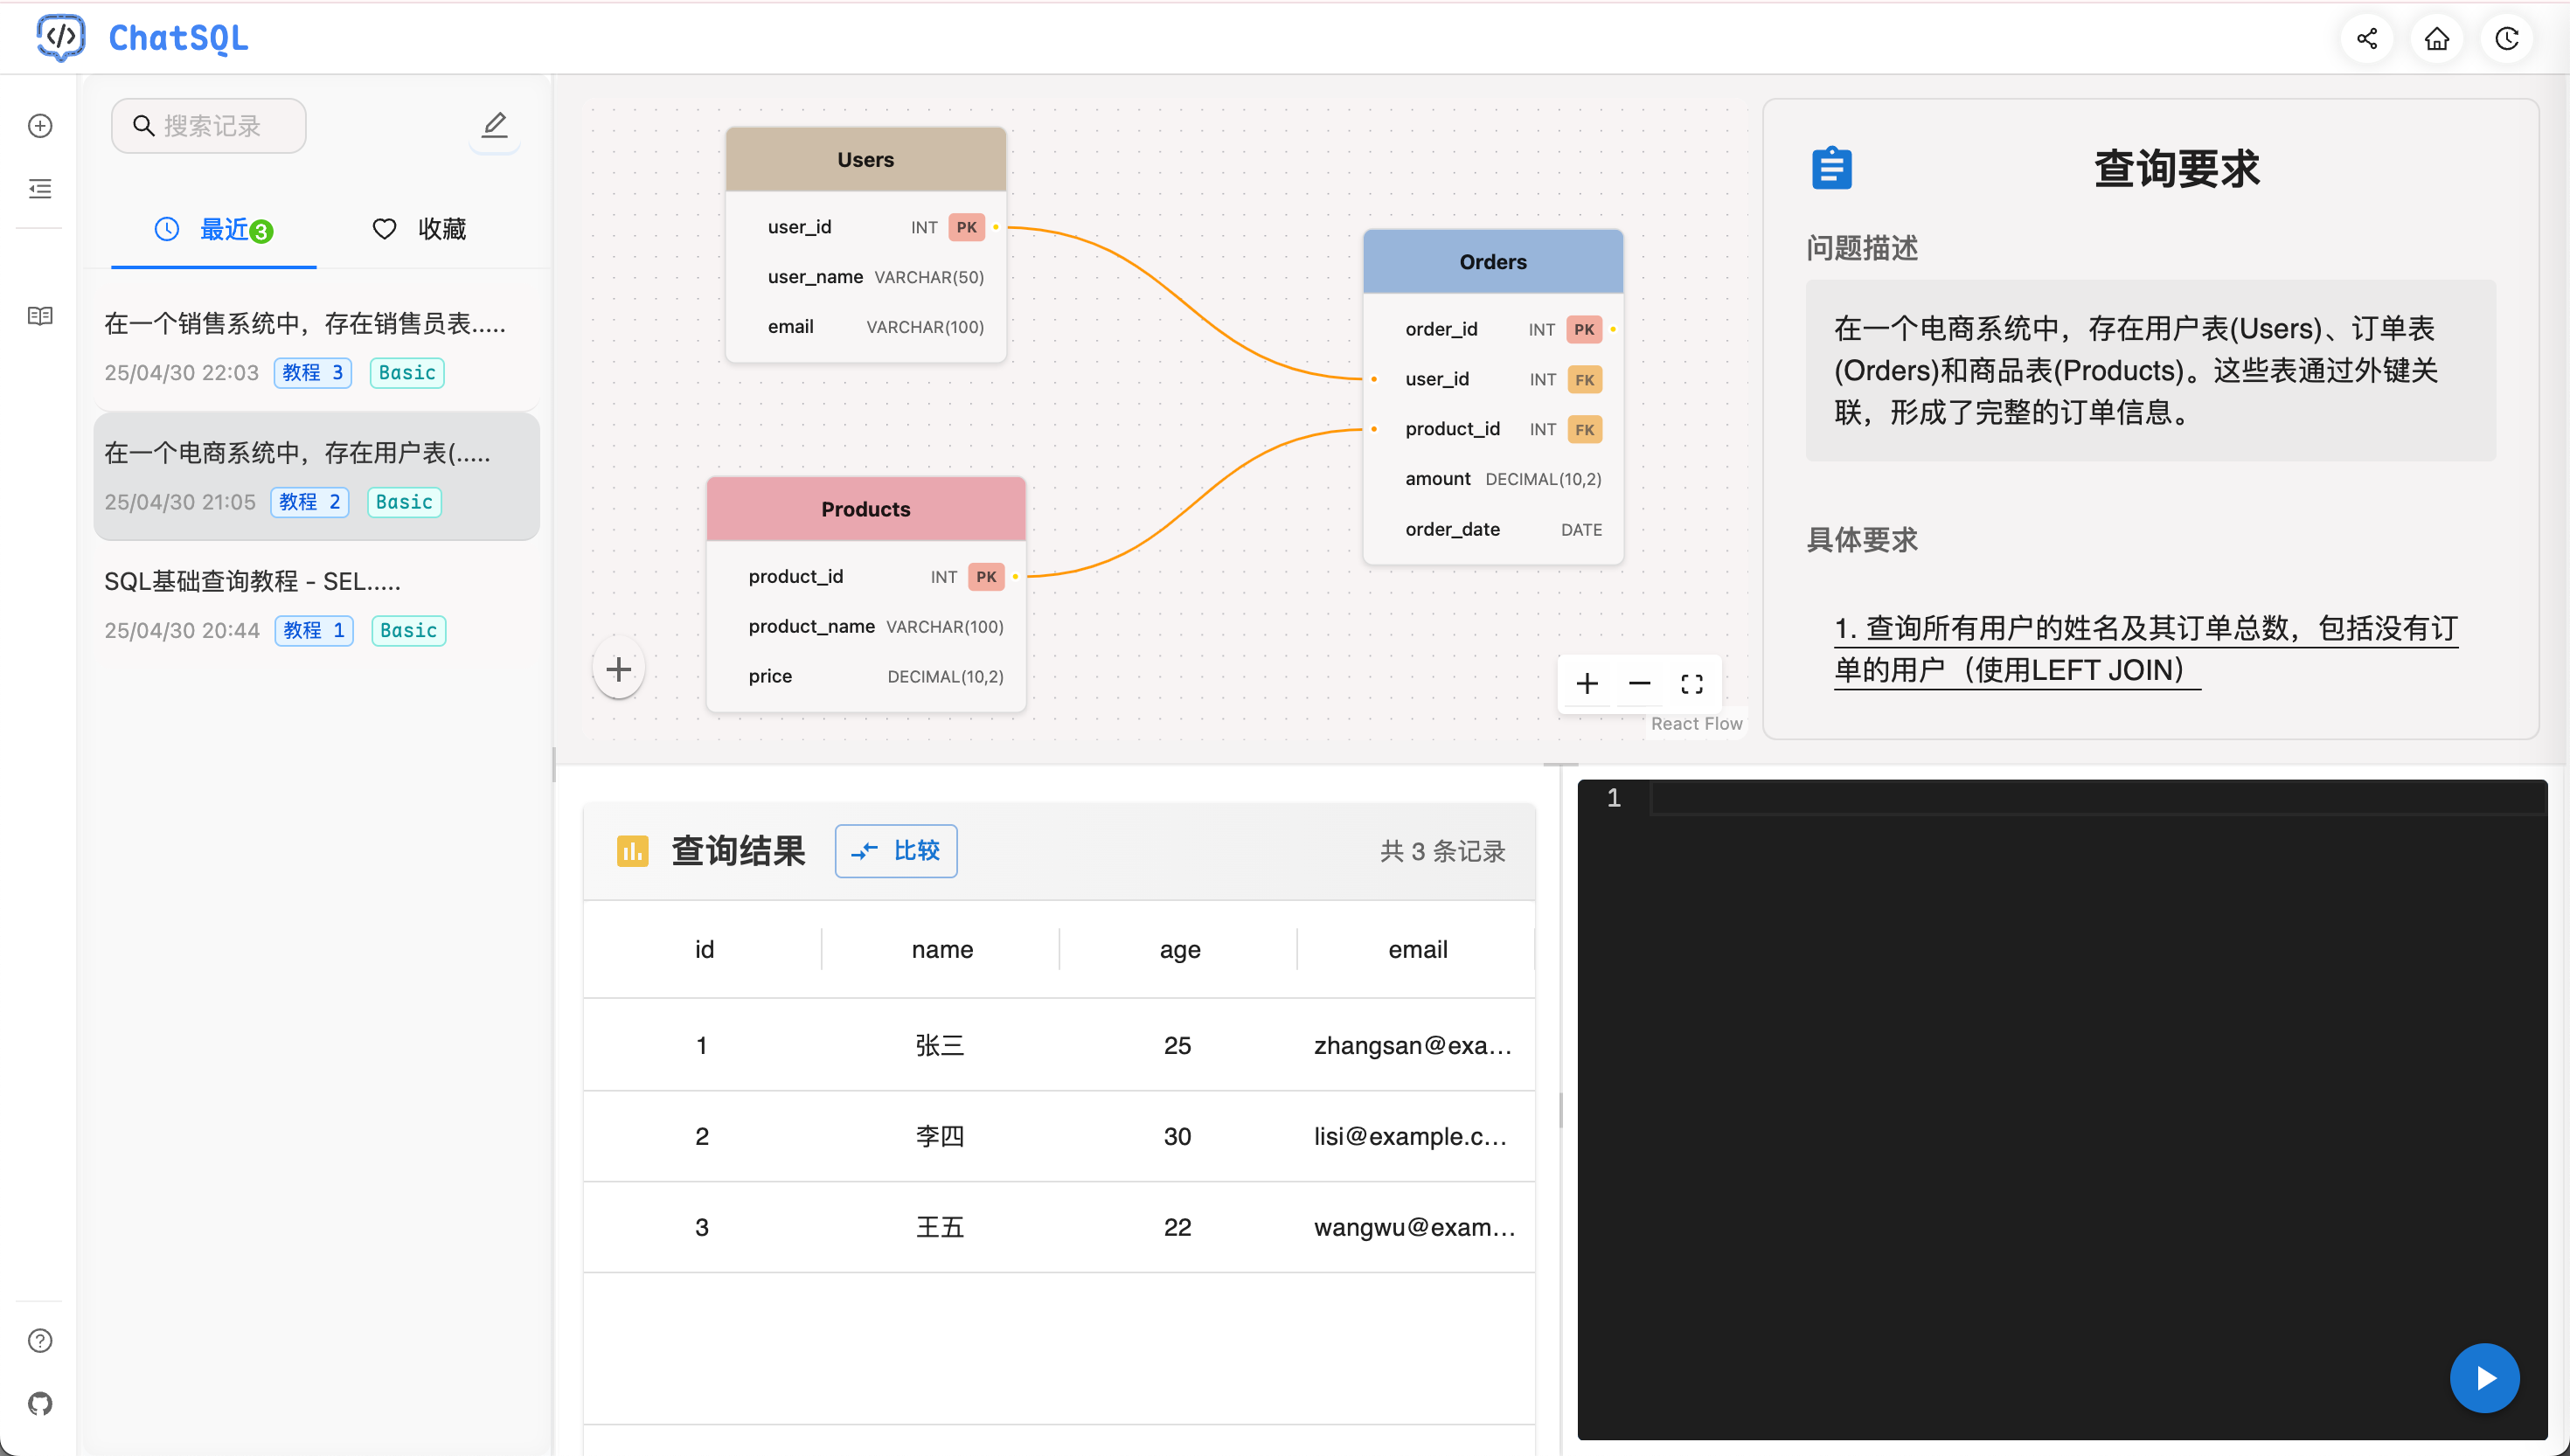 ChatSQL
搜索记录
最近3
收藏
在一个销售系统中，存在销售员表.....
25/04/30 22:03 教程 3 Basic
在一个电商系统中，存在用户表(.....
25/04/30 21:05 教程 2 Basic
SQL基础查询教程 - SEL.....
25/04/30 20:44 教程 1 Basic
Users
user_id INT PK
user_name VARCHAR(50)
email VARCHAR(100)
Products
product_id INT PK
product_name VARCHAR(100)
price DECIMAL(10,2)
Orders
order_id INT PK
user_id INT FK
product_id INT FK
amount DECIMAL(10,2)
order_date DATE
React Flow
查询要求
问题描述
在一个电商系统中，存在用户表(Users)、订单表
(Orders)和商品表(Products)。这些表通过外键关
联，形成了完整的订单信息。
具体要求
1. 查询所有用户的姓名及其订单总数，包括没有订
单的用户（使用LEFT JOIN）
查询结果 比较 共 3 条记录
id name age email
1 张三 25 zhangsan@exa...
2 李四 30 lisi@example.c...
3 王五 22 wangwu@exam...
1